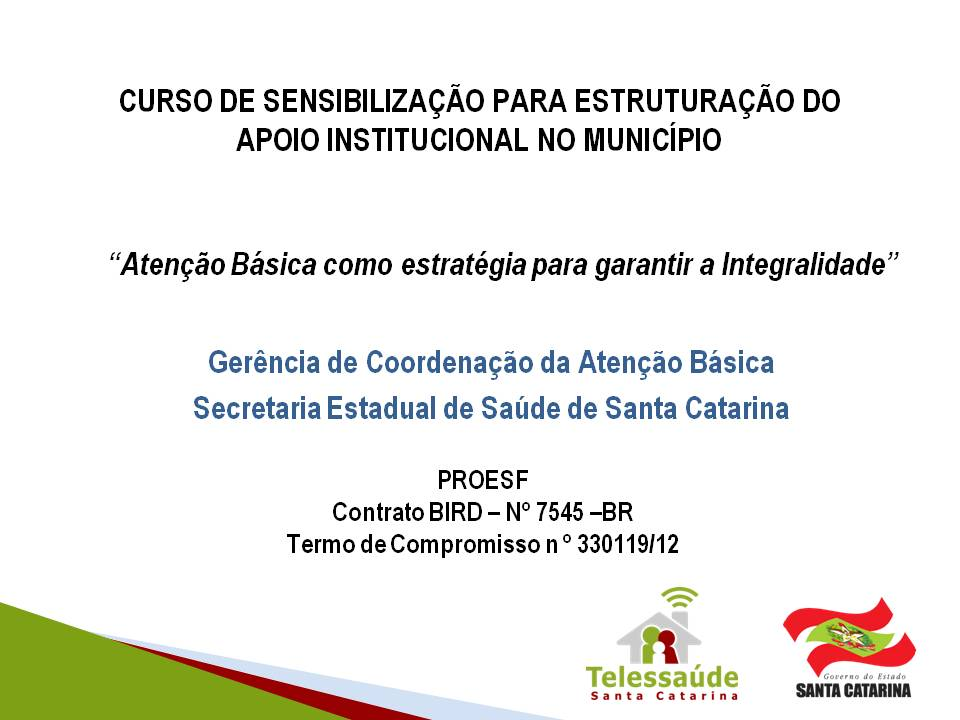 CURSO DE SENSIBILIZAÇÃO PARA ESTRUTURAÇÃO DO
APOIO INSTITUCIONAL NO MUNICÍPIO
“Atenção Básica como estratégia para garantir a Integralidade”
Gerência de Coordenação da Atenção Básica
Secretaria Estadual de Saúde de Santa Catarina
PROESF
Contrato BIRD – Nº 7545 –BR
Termo de Compromisso n º 330119/12
Telessaúde
Santa Catarina
Governo do Estado
SANTA CATARINA